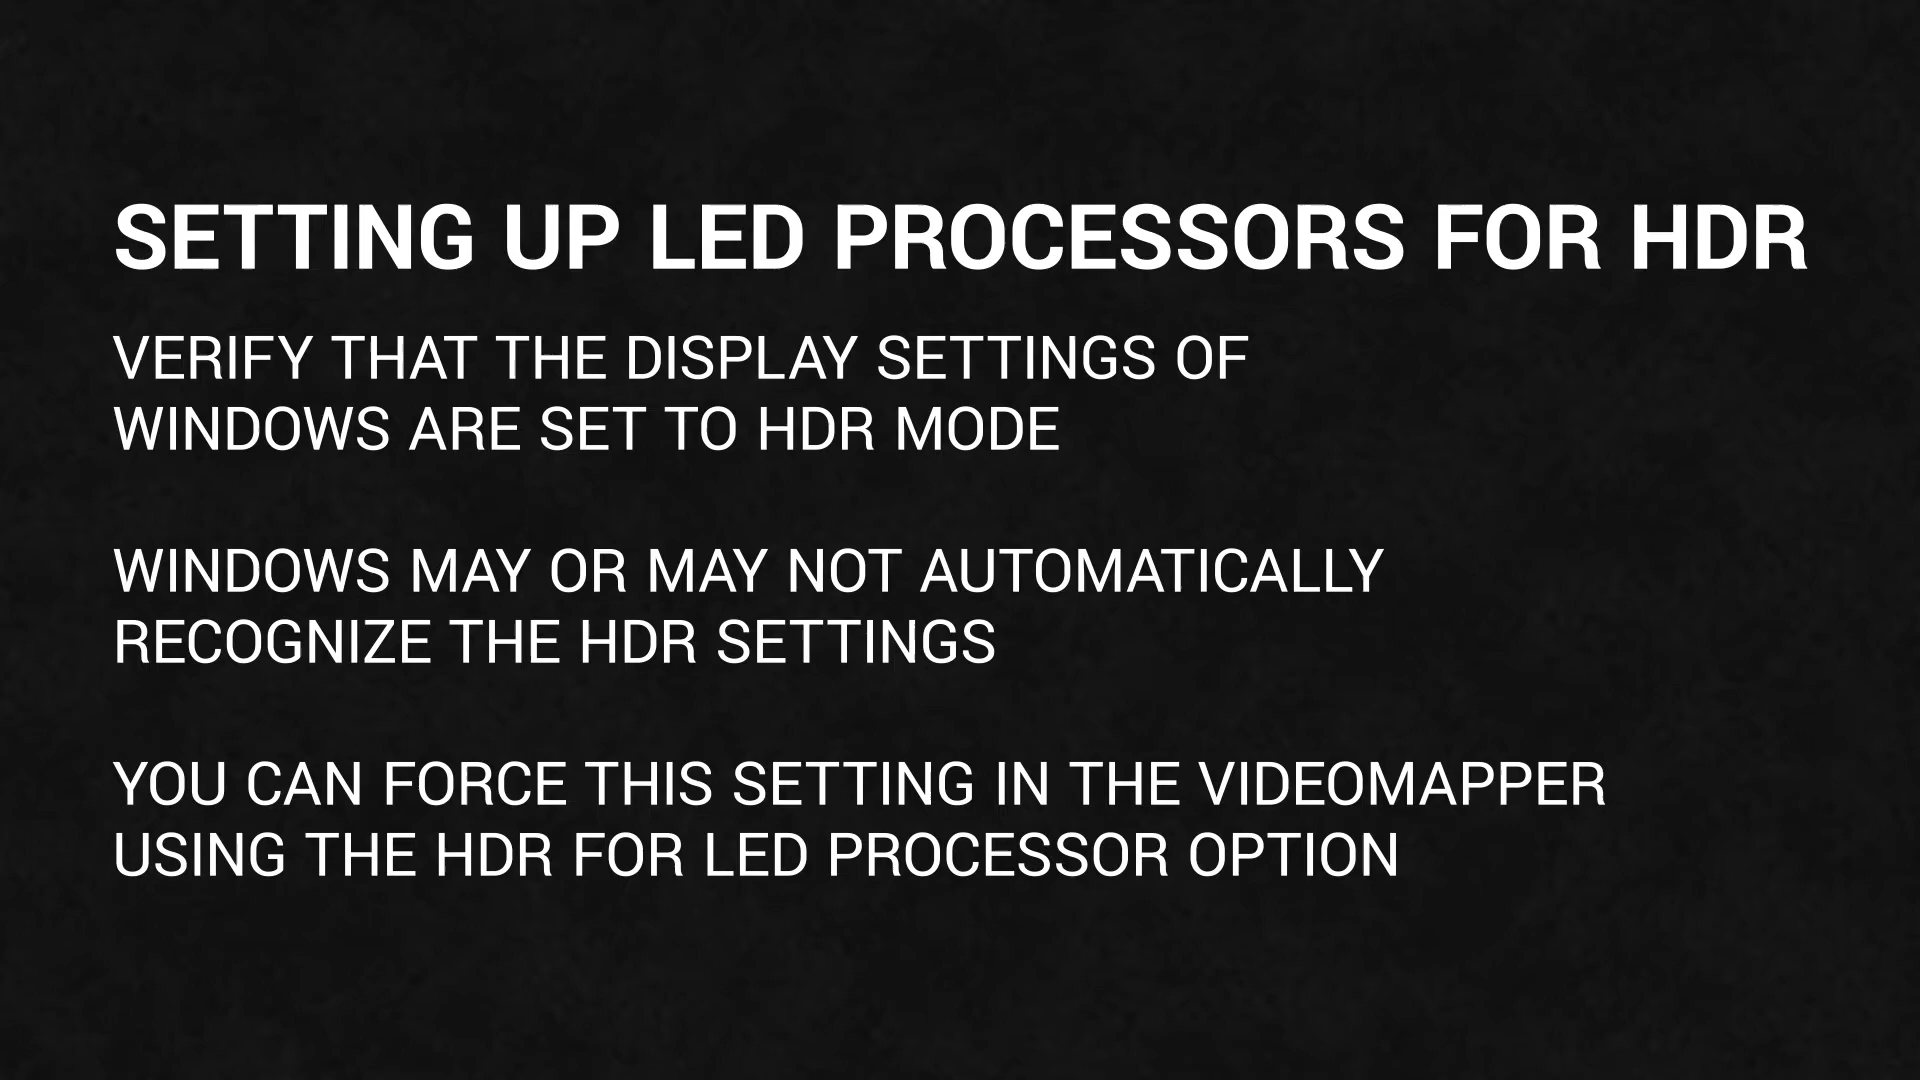 SETTING UP LED PROCESSORS FOR HDR
VERIFY THAT THE DISPLAY SETTINGS OF
WINDOWS ARE SET TO HDR MODE
WINDOWS MAY OR MAY NOT AUTOMATICALLY
RECOGNIZE THE HDR SETTINGS
YOU CAN FORCE THIS SETTING IN THE VIDEOMAPPER
USING THE HDR FOR LED PROCESSOR OPTION